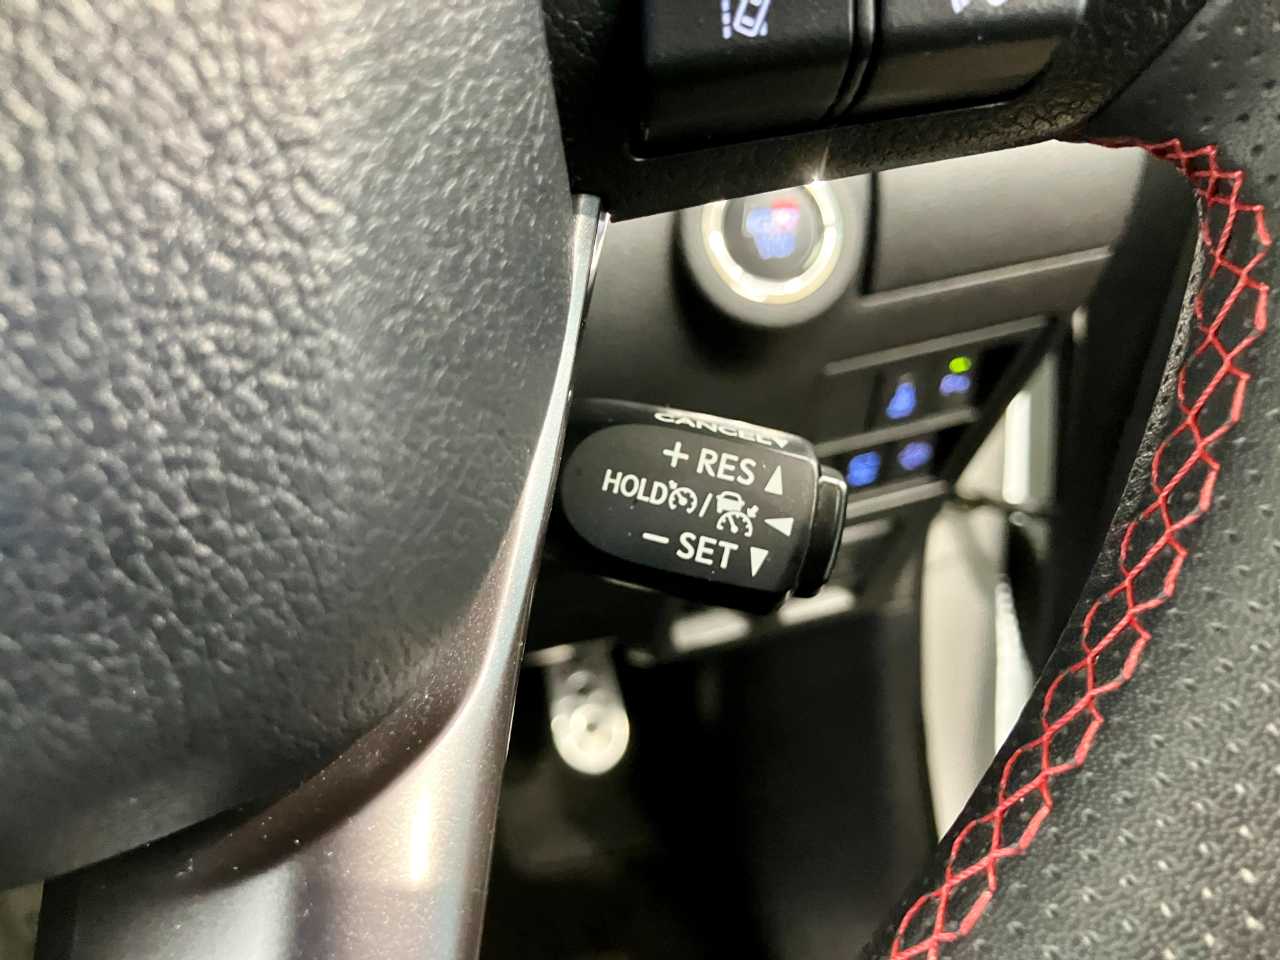 CANCEL
+ RES
HOLD /
− SET